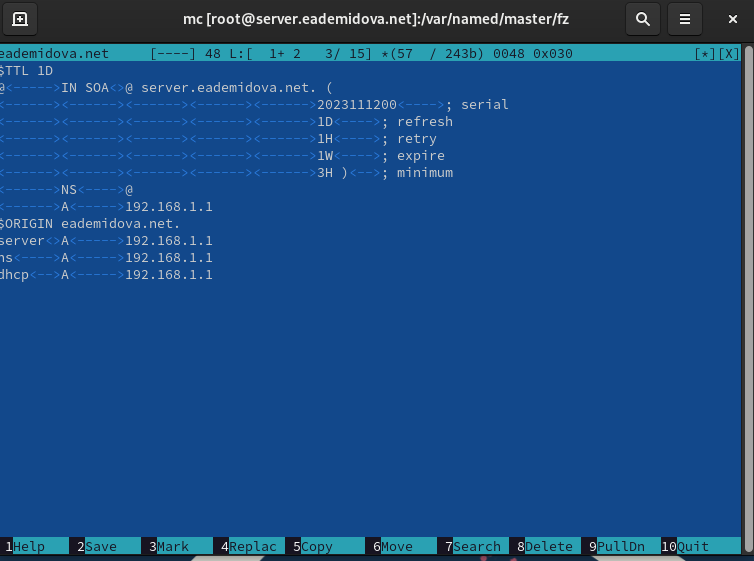 mc [root@server.eademidova.net]:/var/named/master/fz
eademidova.net [----] 48 L:[ 1+ 2 3/ 15] *(57 / 243b) 0048 0x030 [*][X]
$TTL 1D
@<----->IN SOA<>@ server.eademidova.net. (
<------><------><------><------><------>2023111200<---->; serial
<------><------><------><------><------>1D<---->; refresh
<------><------><------><------><------>1H<---->; retry
<------><------><------><------><------>1W<---->; expire
<------><------><------><------><------>3H )<-->; minimum
<------>NS<---->@
<------>A<----->192.168.1.1
$ORIGIN eademidova.net.
server<>A<----->192.168.1.1
ns<---->A<----->192.168.1.1
dhcp<-->A<----->192.168.1.1
1Help 2Save 3Mark 4Replac 5Copy 6Move 7Search 8Delete 9PullDn 10Quit